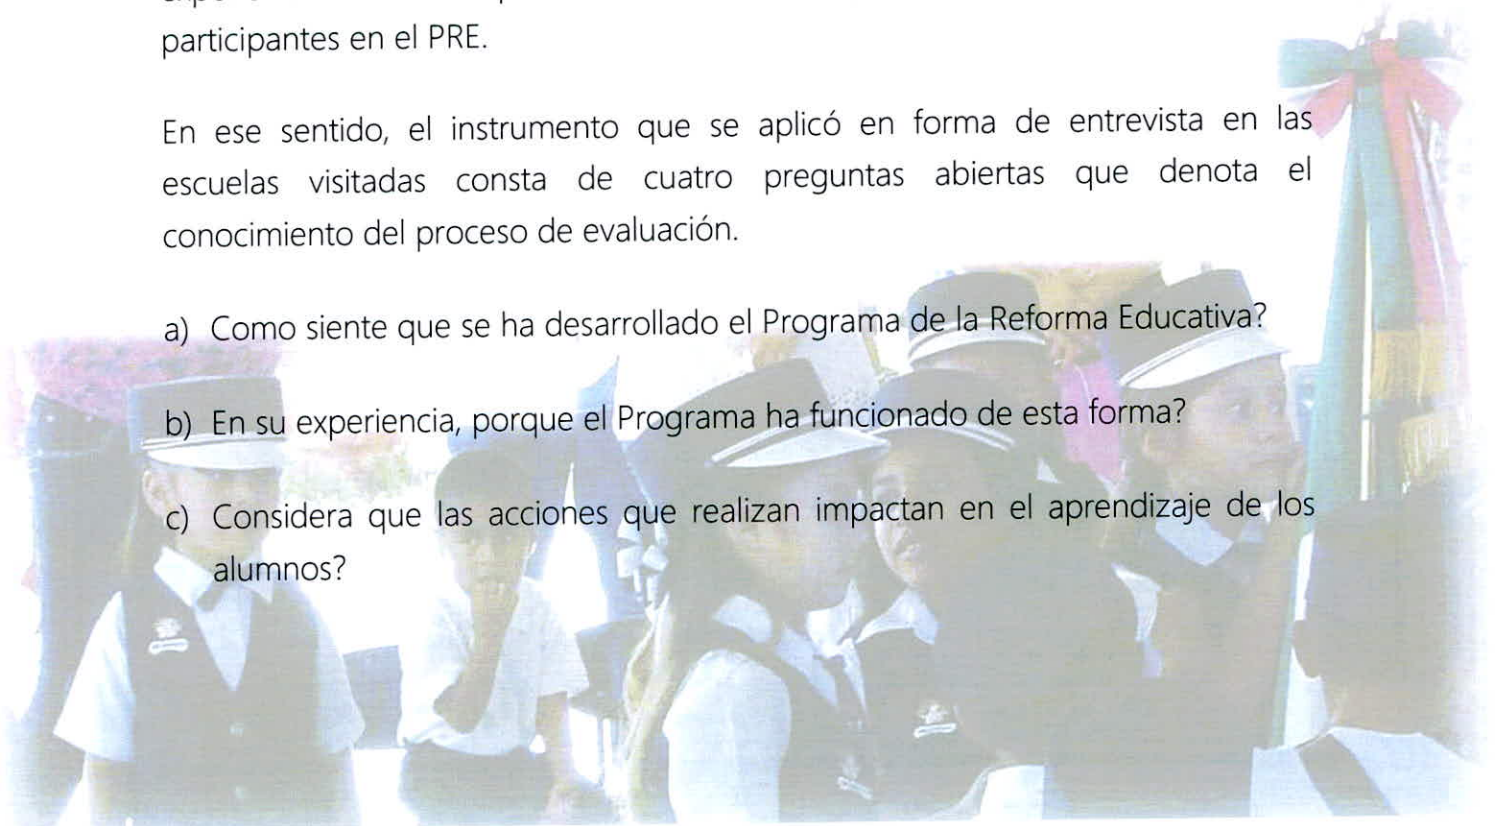 participantes en el PRE.
En ese sentido, el instrumento que se aplicó en forma de entrevista en las
escuelas visitadas consta de cuatro preguntas abiertas que denota el
conocimiento del proceso de evaluación.
a) Como siente que se ha desarrollado el Programa de la Reforma Educativa?
b) En su experiencia, porque el Programa ha funcionado de esta forma?
c) Considera que las acciones que realizan impactan en el aprendizaje de los
alumnos?